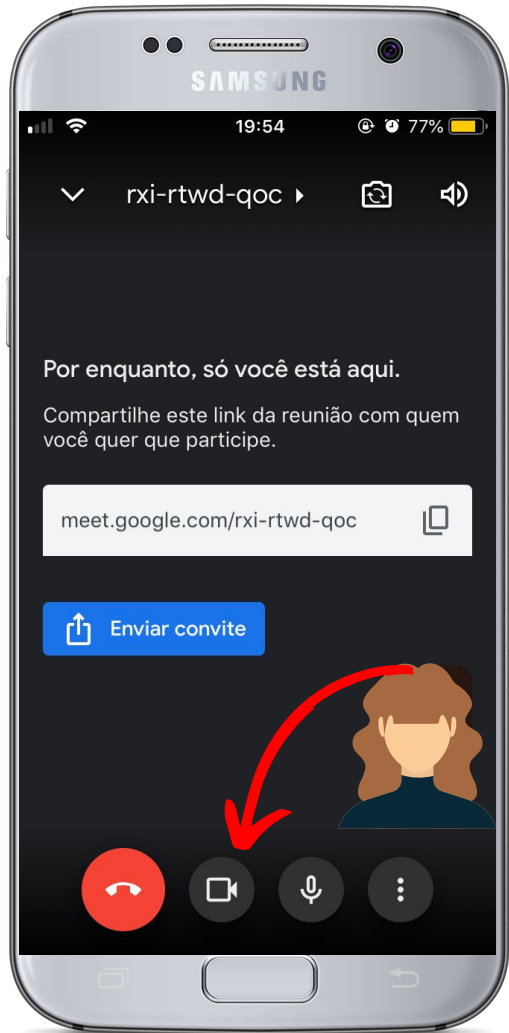 SAMSUNG
19:54 77%
rxi-rtwd-qoc
Por enquanto, só você está aqui.
Compartilhe este link da reunião com quem
você quer que participe.
meet.google.com/rxi-rtwd-qoc
Enviar convite